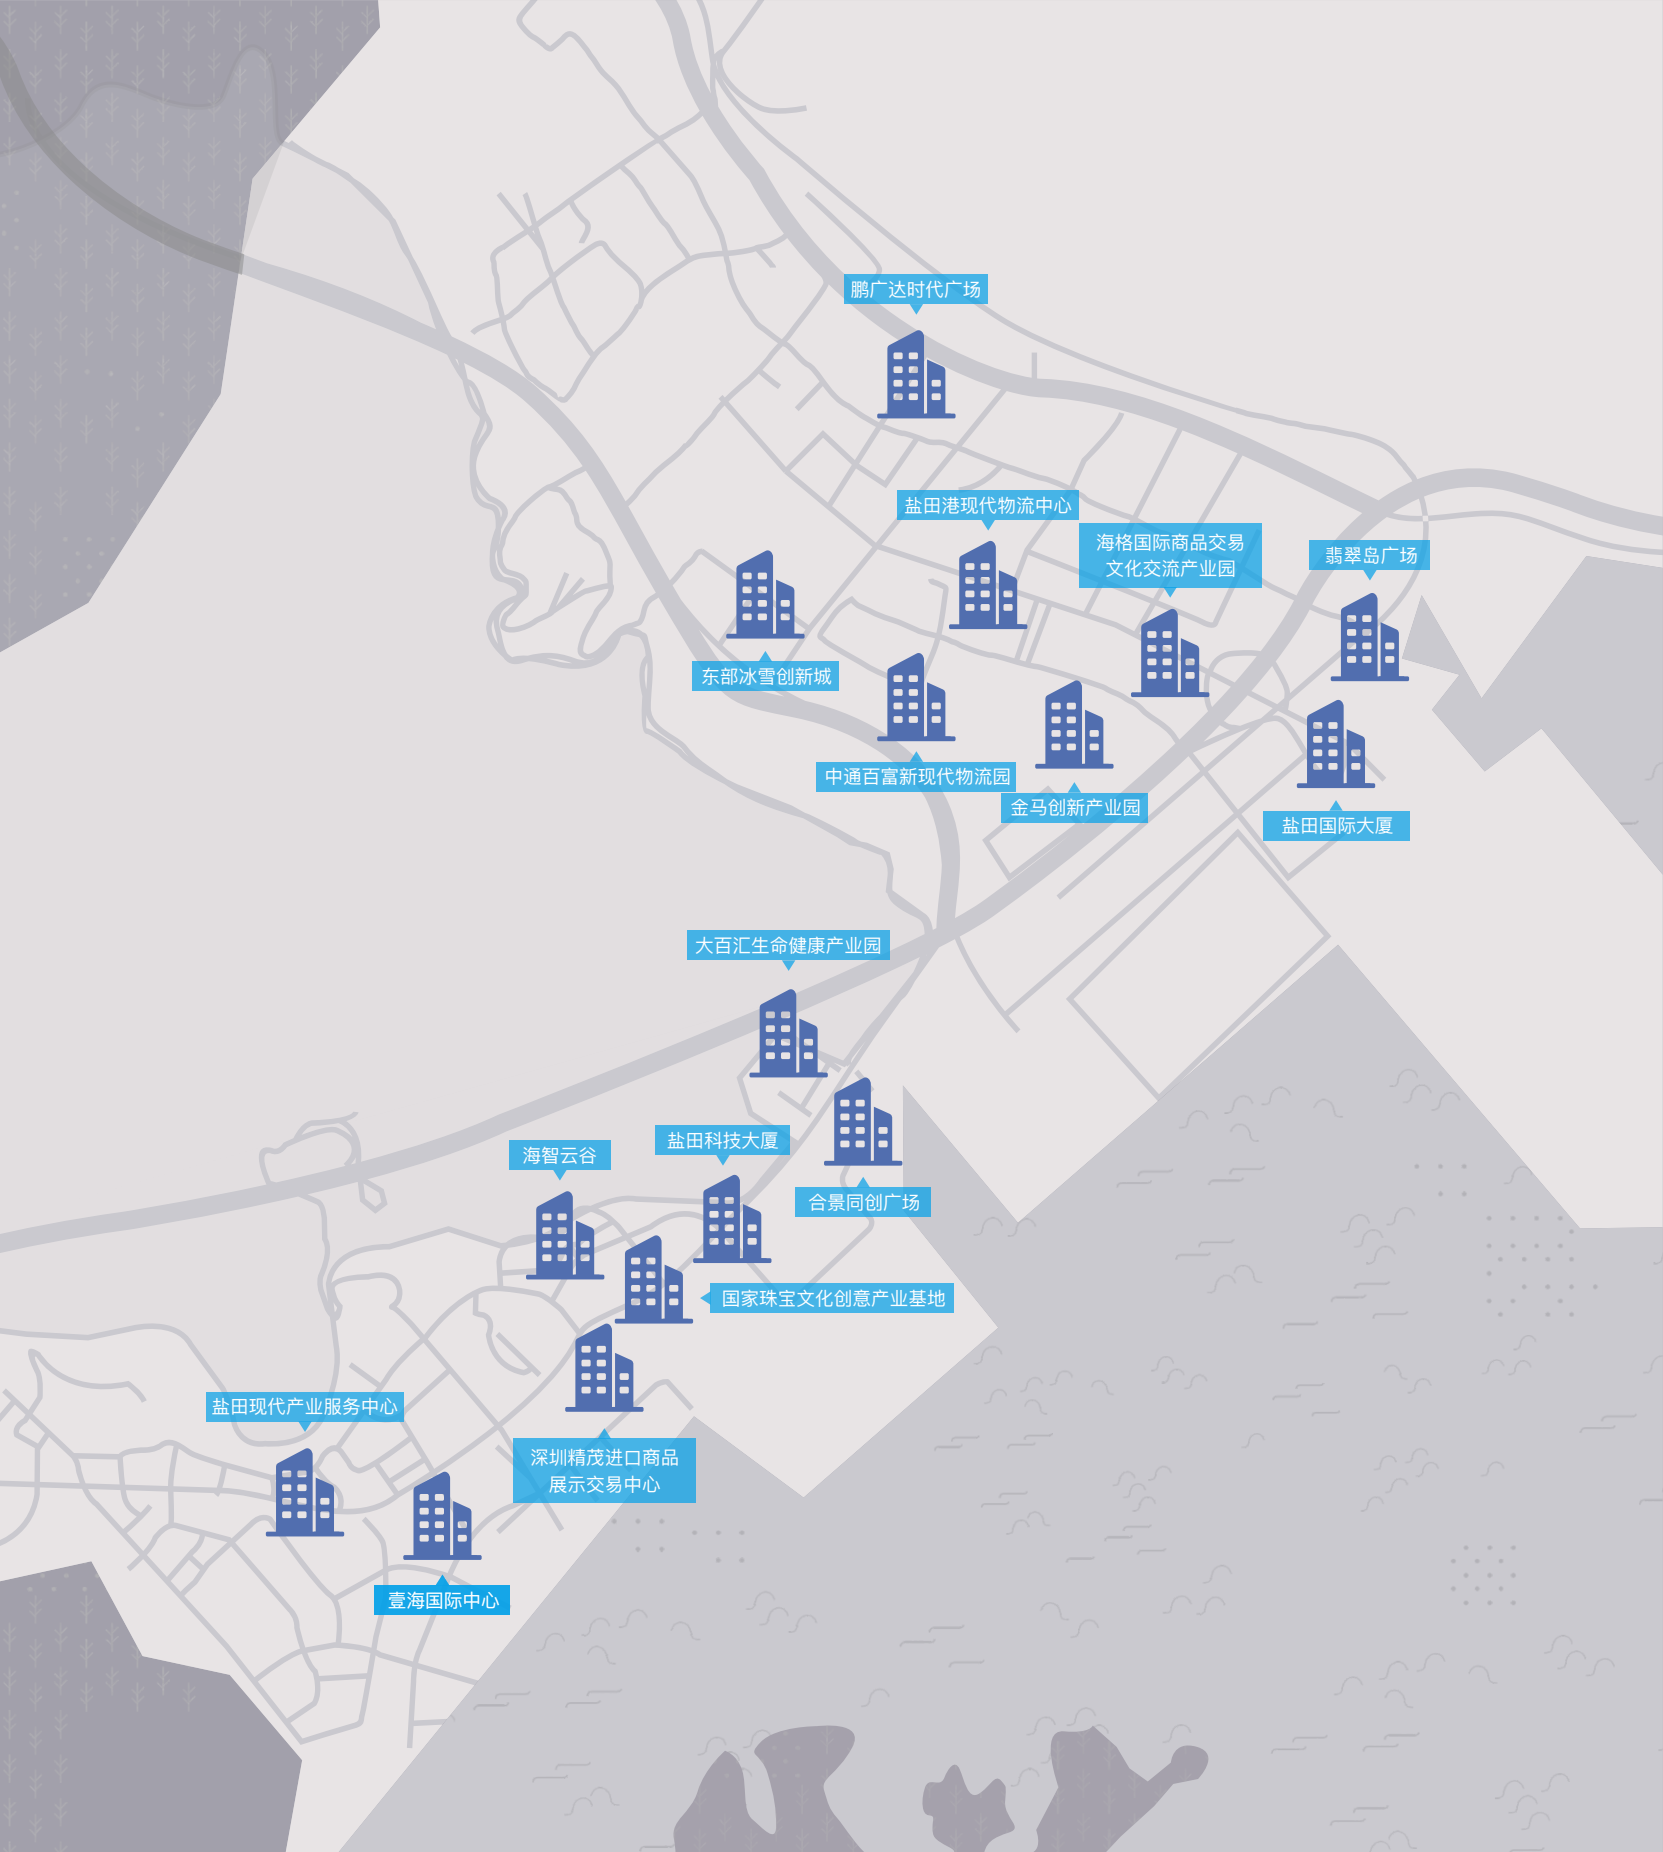 鹏广达时代广场
盐田港现代物流中心
海格国际商品交易
文化交流产业园
翡翠岛广场
东部冰雪创新城
中通百富新现代物流园
金马创新产业园
盐田国际大厦
大百汇生命健康产业园
盐田科技大厦
海智云谷
合景同创广场
国家珠宝文化创意产业基地
盐田现代产业服务中心
深圳精茂进口商品
展示交易中心
壹海国际中心